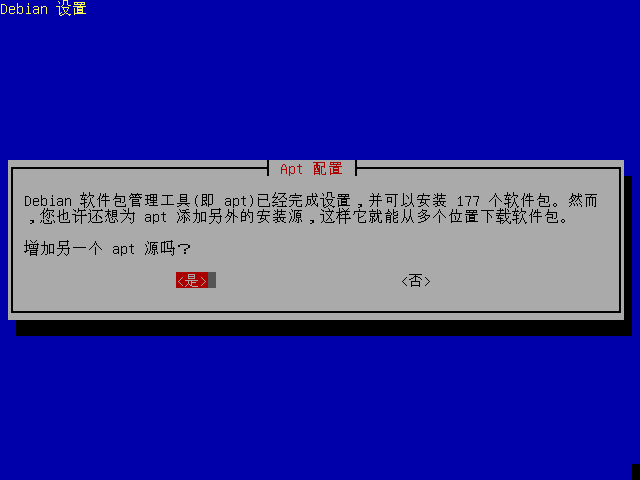 Debian 设置
Apt 配置
Debian 软件包管理工具(即 apt)已经完成设置,并可以安装 177 个软件包。然而
,您也许还想为 apt 添加另外的安装源,这样它就能从多个位置下载软件包。
增加另一个 apt 源吗?
<是> <否>